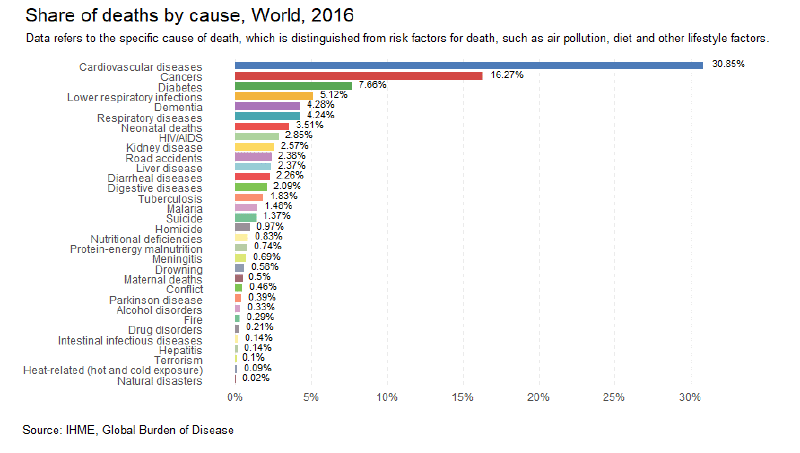 Share of deaths by cause, World, 2016
Data refers to the specific cause of death, which is distinguished from risk factors for death, such as air pollution, diet and other lifestyle factors.
Cardiovascular diseases 30.85%
Cancers 16.27%
Diabetes 7.66%
Lower respiratory infections 5.12%
Dementia 4.28%
Respiratory diseases 4.24%
Neonatal deaths 3.51%
HIV/AIDS 2.85%
Kidney disease 2.57%
Road accidents 2.38%
Liver disease 2.37%
Diarrheal diseases 2.26%
Digestive diseases 2.09%
Tuberculosis 1.83%
Malaria 1.48%
Suicide 1.37%
Homicide 0.97%
Nutritional deficiencies 0.83%
Protein-energy malnutrition 0.74%
Meningitis 0.69%
Drowning 0.58%
Maternal deaths 0.5%
Conflict 0.46%
Parkinson disease 0.39%
Alcohol disorders 0.33%
Fire 0.29%
Drug disorders 0.21%
Intestinal infectious diseases 0.14%
Hepatitis 0.14%
Terrorism 0.1%
Heat-related (hot and cold exposure) 0.09%
Natural disasters 0.02%
0% 5% 10% 15% 20% 25% 30%
Source: IHME, Global Burden of Disease